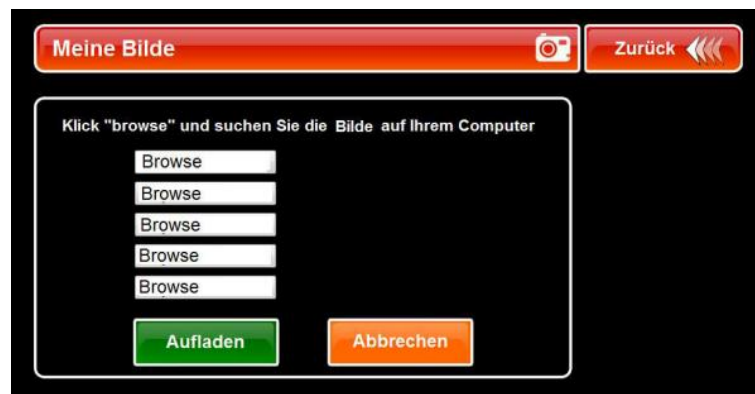 Meine Bilde
Zurück
Klick "browse" und suchen Sie die Bilde auf Ihrem Computer
Browse
Browse
Browse
Browse
Browse
Aufladen
Abbrechen